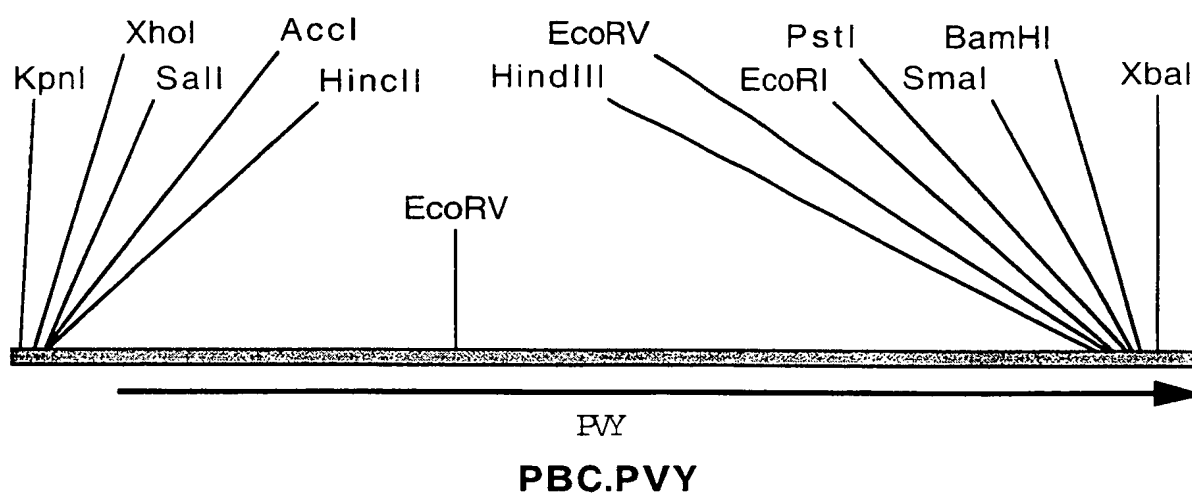 XhoI AccI EcoRV PstI BamHI
KpnI SalI HincII HindIII EcoRI SmaI XbaI
EcoRV
PVY
PBC.PVY